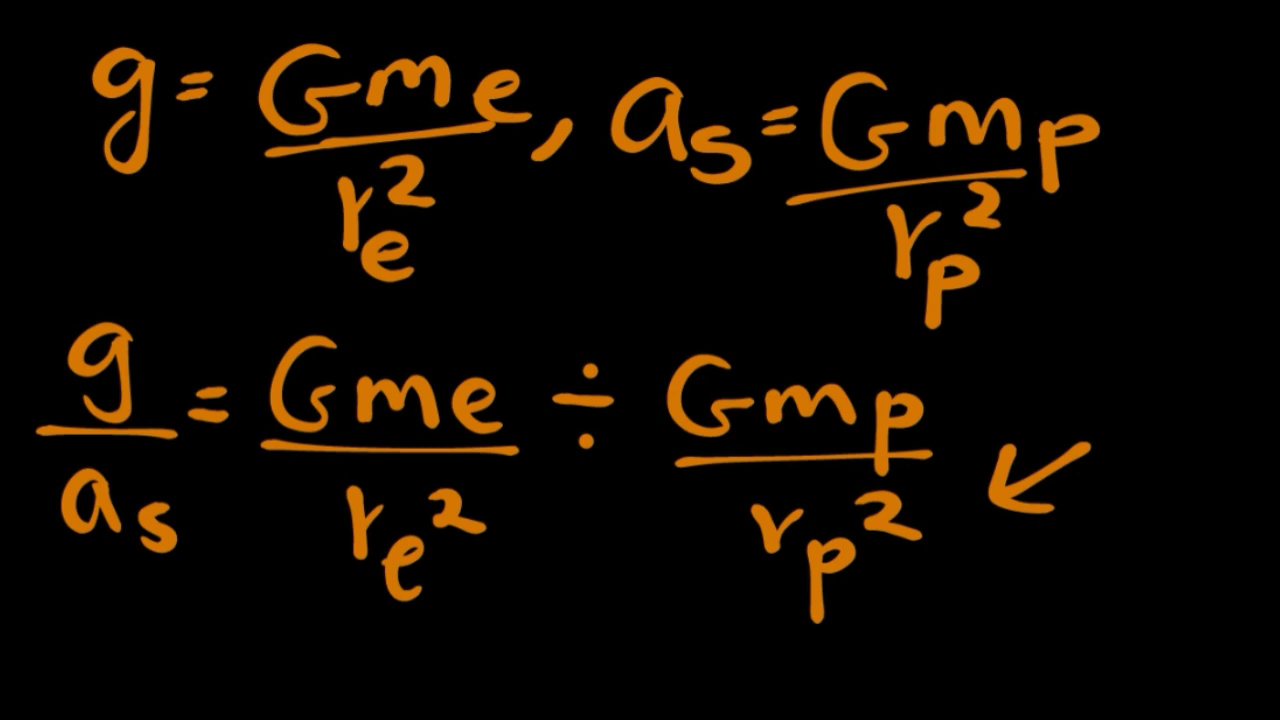 g = Gme/re², as = Gmp/rp²
g/as = Gme/re² ÷ Gmp/rp² ↙